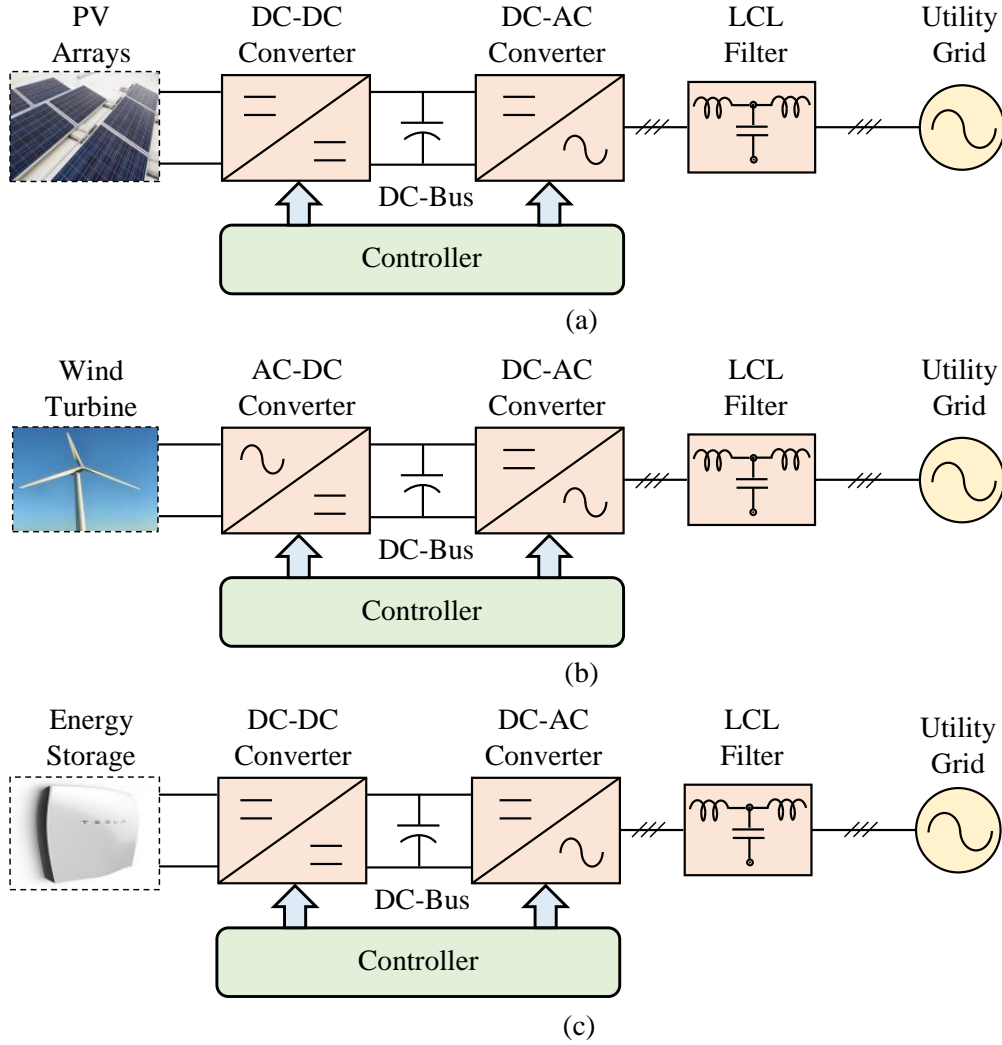 PV
Arrays
DC-DC
Converter
DC-AC
Converter
LCL
Filter
Utility
Grid
DC-Bus
Controller
(a)
Wind
Turbine
AC-DC
Converter
DC-AC
Converter
LCL
Filter
Utility
Grid
DC-Bus
Controller
(b)
Energy
Storage
DC-DC
Converter
DC-AC
Converter
LCL
Filter
Utility
Grid
TESLA
DC-Bus
Controller
(c)